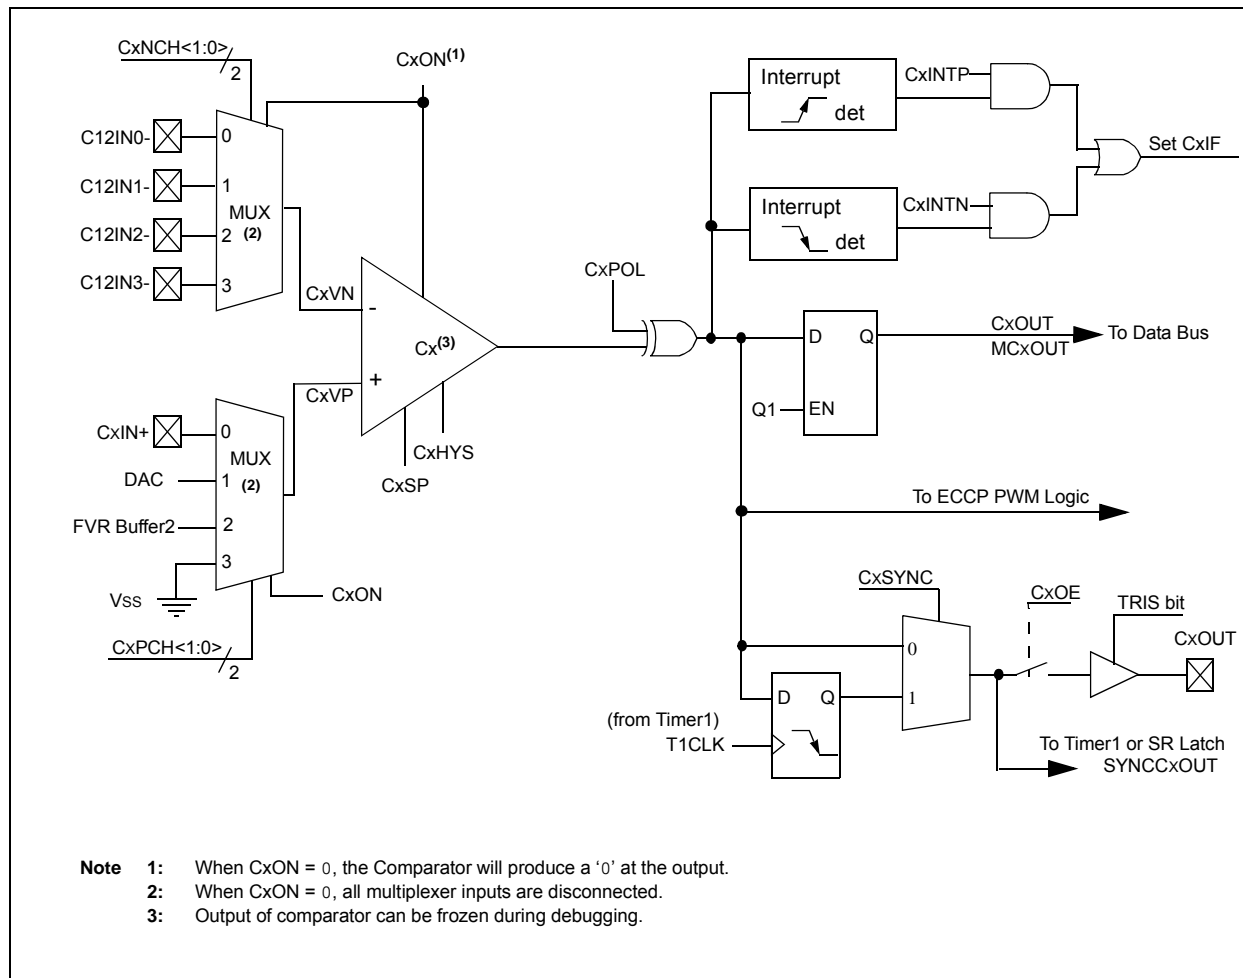 CxNCH<1:0>
2
CxON(1)
C12IN0-
0
C12IN1-
1
MUX
(2)
C12IN2-
2
C12IN3-
3
CxVN
-
Cx(3)
CxVP
+
CxIN+
0
MUX
(2)
DAC
1
FVR Buffer2
2
3
VSS
CxON
CxPCH<1:0>
2
CxHYS
CxSP
CxPOL
Interrupt
det
CxINTP
Interrupt
det
CxINTN
Set CxIF
D
Q
Q1
EN
CxOUT
MCxOUT
To Data Bus
To ECCP PWM Logic
CxSYNC
0
1
D
Q
(from Timer1)
T1CLK
CxOE
TRIS bit
CxOUT
To Timer1 or SR Latch
SYNCCxOUT
Note 1: When CxON = 0, the Comparator will produce a ‘0’ at the output.
2: When CxON = 0, all multiplexer inputs are disconnected.
3: Output of comparator can be frozen during debugging.